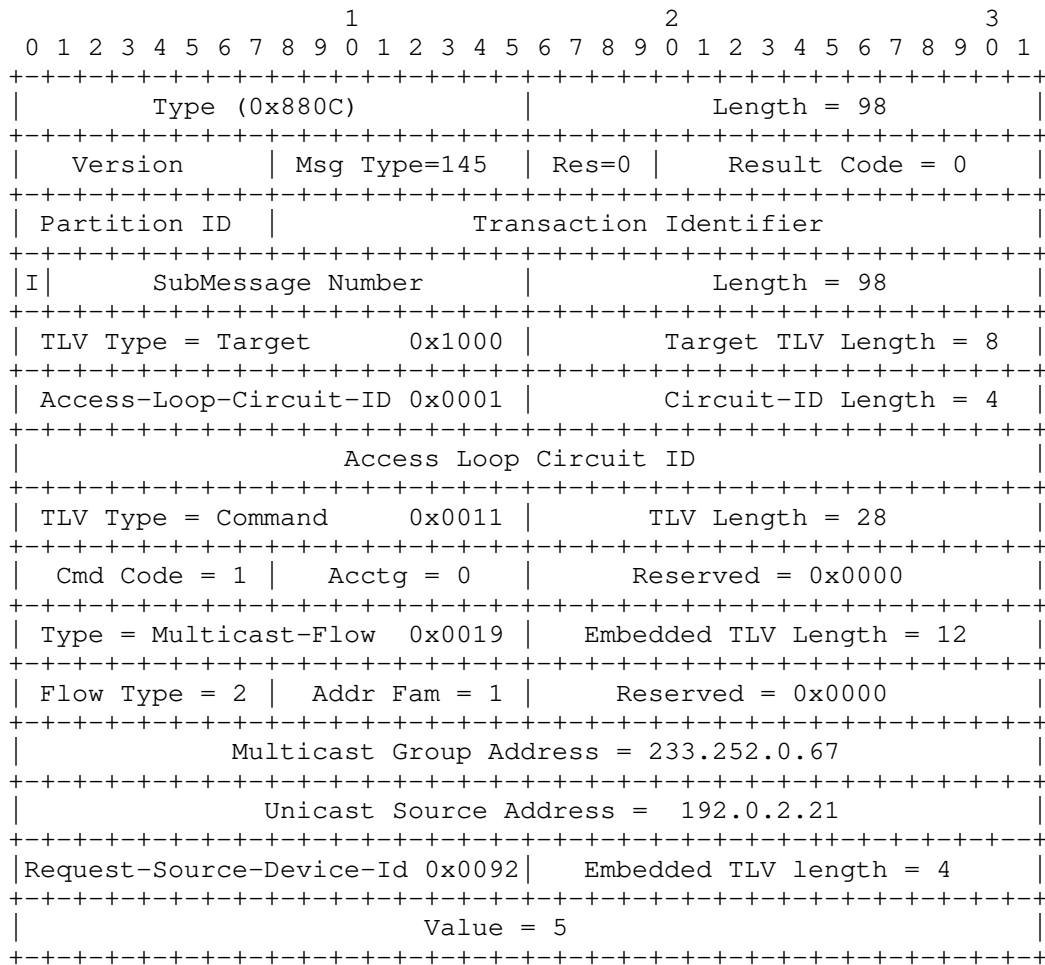 1                   2                   3
 0 1 2 3 4 5 6 7 8 9 0 1 2 3 4 5 6 7 8 9 0 1 2 3 4 5 6 7 8 9 0 1
+-+-+-+-+-+-+-+-+-+-+-+-+-+-+-+-+-+-+-+-+-+-+-+-+-+-+-+-+-+-+-+-+
|        Type (0x880C)          |           Length = 98         |
+-+-+-+-+-+-+-+-+-+-+-+-+-+-+-+-+-+-+-+-+-+-+-+-+-+-+-+-+-+-+-+-+
|   Version     | Msg Type=145  | Res=0 |    Result Code = 0    |
+-+-+-+-+-+-+-+-+-+-+-+-+-+-+-+-+-+-+-+-+-+-+-+-+-+-+-+-+-+-+-+-+
| Partition ID  |            Transaction Identifier             |
+-+-+-+-+-+-+-+-+-+-+-+-+-+-+-+-+-+-+-+-+-+-+-+-+-+-+-+-+-+-+-+-+
|I|      SubMessage Number      |           Length = 98         |
+-+-+-+-+-+-+-+-+-+-+-+-+-+-+-+-+-+-+-+-+-+-+-+-+-+-+-+-+-+-+-+-+
| TLV Type = Target      0x1000 |        Target TLV Length = 8  |
+-+-+-+-+-+-+-+-+-+-+-+-+-+-+-+-+-+-+-+-+-+-+-+-+-+-+-+-+-+-+-+-+
| Access-Loop-Circuit-ID 0x0001 |        Circuit-ID Length = 4  |
+-+-+-+-+-+-+-+-+-+-+-+-+-+-+-+-+-+-+-+-+-+-+-+-+-+-+-+-+-+-+-+-+
|                    Access Loop Circuit ID                     |
+-+-+-+-+-+-+-+-+-+-+-+-+-+-+-+-+-+-+-+-+-+-+-+-+-+-+-+-+-+-+-+-+
| TLV Type = Command     0x0011 |       TLV Length = 28         |
+-+-+-+-+-+-+-+-+-+-+-+-+-+-+-+-+-+-+-+-+-+-+-+-+-+-+-+-+-+-+-+-+
|  Cmd Code = 1 |   Acctg = 0   |      Reserved = 0x0000        |
+-+-+-+-+-+-+-+-+-+-+-+-+-+-+-+-+-+-+-+-+-+-+-+-+-+-+-+-+-+-+-+-+
| Type = Multicast-Flow  0x0019 |   Embedded TLV Length = 12    |
+-+-+-+-+-+-+-+-+-+-+-+-+-+-+-+-+-+-+-+-+-+-+-+-+-+-+-+-+-+-+-+-+
| Flow Type = 2 |  Addr Fam = 1 |     Reserved = 0x0000         |
+-+-+-+-+-+-+-+-+-+-+-+-+-+-+-+-+-+-+-+-+-+-+-+-+-+-+-+-+-+-+-+-+
|             Multicast Group Address = 233.252.0.67            |
+-+-+-+-+-+-+-+-+-+-+-+-+-+-+-+-+-+-+-+-+-+-+-+-+-+-+-+-+-+-+-+-+
|               Unicast Source Address =  192.0.2.21            |
+-+-+-+-+-+-+-+-+-+-+-+-+-+-+-+-+-+-+-+-+-+-+-+-+-++-+-+-+-+-+--+
|Request-Source-Device-Id 0x0092|   Embedded TLV length = 4     |
+-+-+-+-+-+-+-+-+-+-+-+-+-+-+-+-+-+-+-+-+-+-+-+-+-+-+-+-+-+-+-+-+
|                         Value = 5                             |
+-+-+-+-+-+-+-+-+-+-+-+-+-+-+-+-+-+-+-+-+-+-+-+-+-+-+-+-+-+-+-+-+